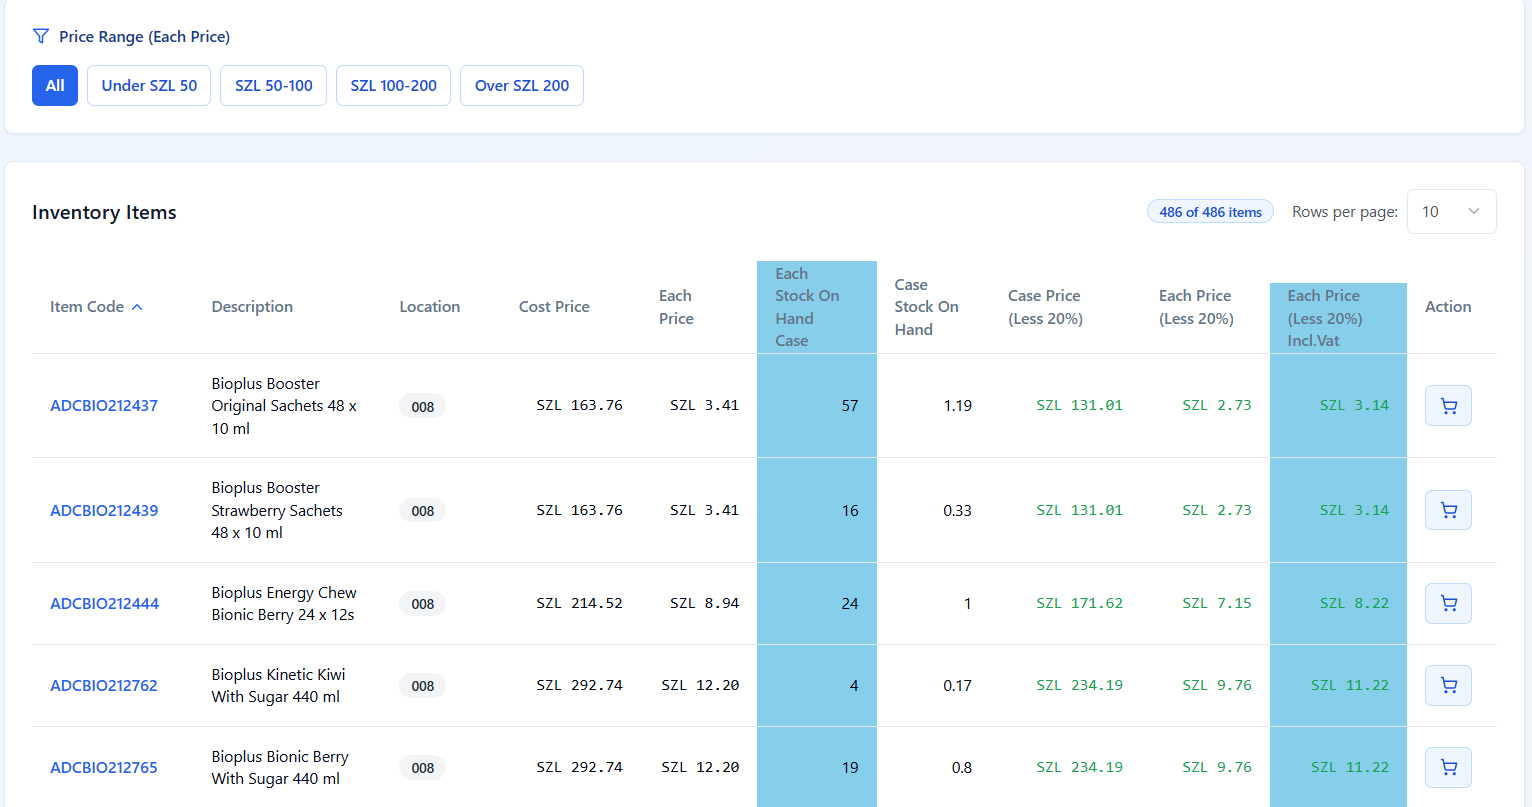 Price Range (Each Price)
All Under SZL 50 SZL 50-100 SZL 100-200 Over SZL 200
Inventory Items
486 of 486 items Rows per page: 10
Item Code
Description
Location
Cost Price
Each
Price
Each
Stock On
Hand
Case
Case
Stock On
Hand
Case Price
(Less 20%)
Each Price
(Less 20%)
Each Price
(Less 20%)
Incl.Vat
Action
ADCBIO212437
Bioplus Booster
Original Sachets 48 x
10 ml
008
SZL 163.76
SZL 3.41
57
1.19
SZL 131.01
SZL 2.73
SZL 3.14
ADCBIO212439
Bioplus Booster
Strawberry Sachets
48 x 10 ml
008
SZL 163.76
SZL 3.41
16
0.33
SZL 131.01
SZL 2.73
SZL 3.14
ADCBIO212444
Bioplus Energy Chew
Bionic Berry 24 x 12s
008
SZL 214.52
SZL 8.94
24
1
SZL 171.62
SZL 7.15
SZL 8.22
ADCBIO212762
Bioplus Kinetic Kiwi
With Sugar 440 ml
008
SZL 292.74
SZL 12.20
4
0.17
SZL 234.19
SZL 9.76
SZL 11.22
ADCBIO212765
Bioplus Bionic Berry
With Sugar 440 ml
008
SZL 292.74
SZL 12.20
19
0.8
SZL 234.19
SZL 9.76
SZL 11.22